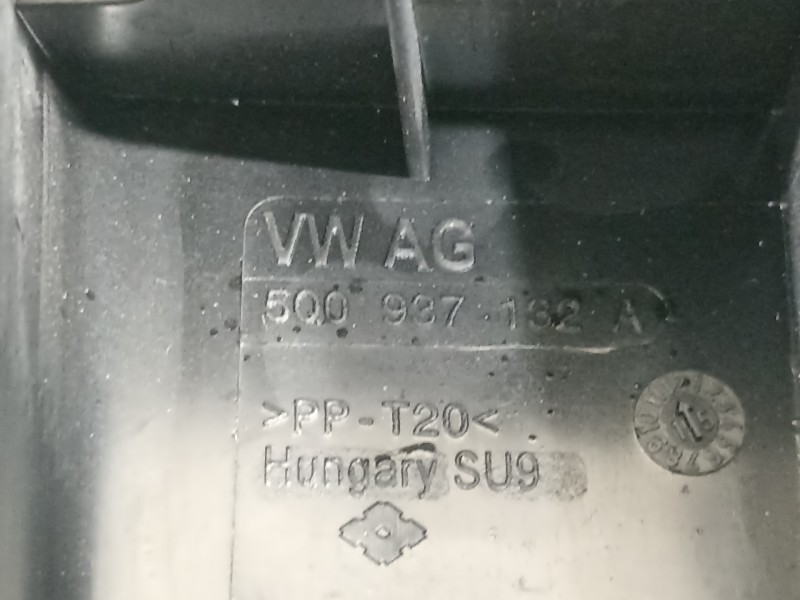 VW AG
5Q0 937 132 A
>PP-T20<
Hungary SU9